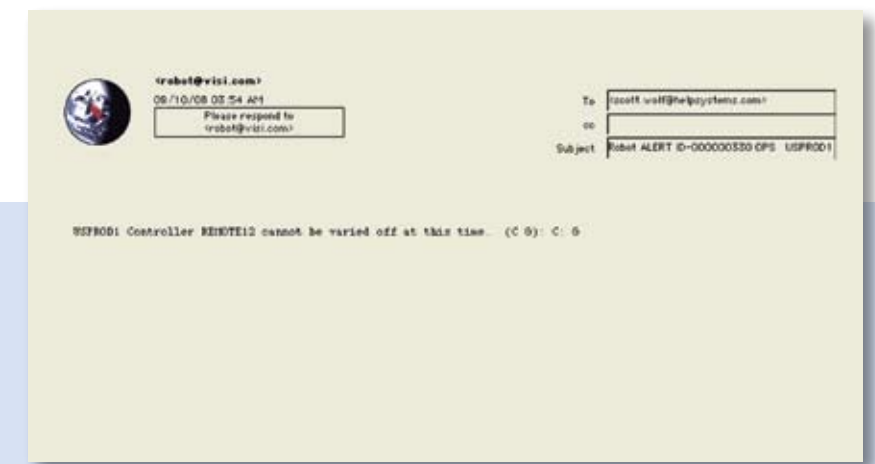 <robot@visi.com>
09/10/08 03:54 AM
Please respond to
<robot@visi.com>
To <scott.wolf@helpsystems.com>
cc
Subject Robot ALERT ID-000000330 OPS USPROD1
USPROD1 Controller REMOTE12 cannot be varied off at this time. (C G): C: G